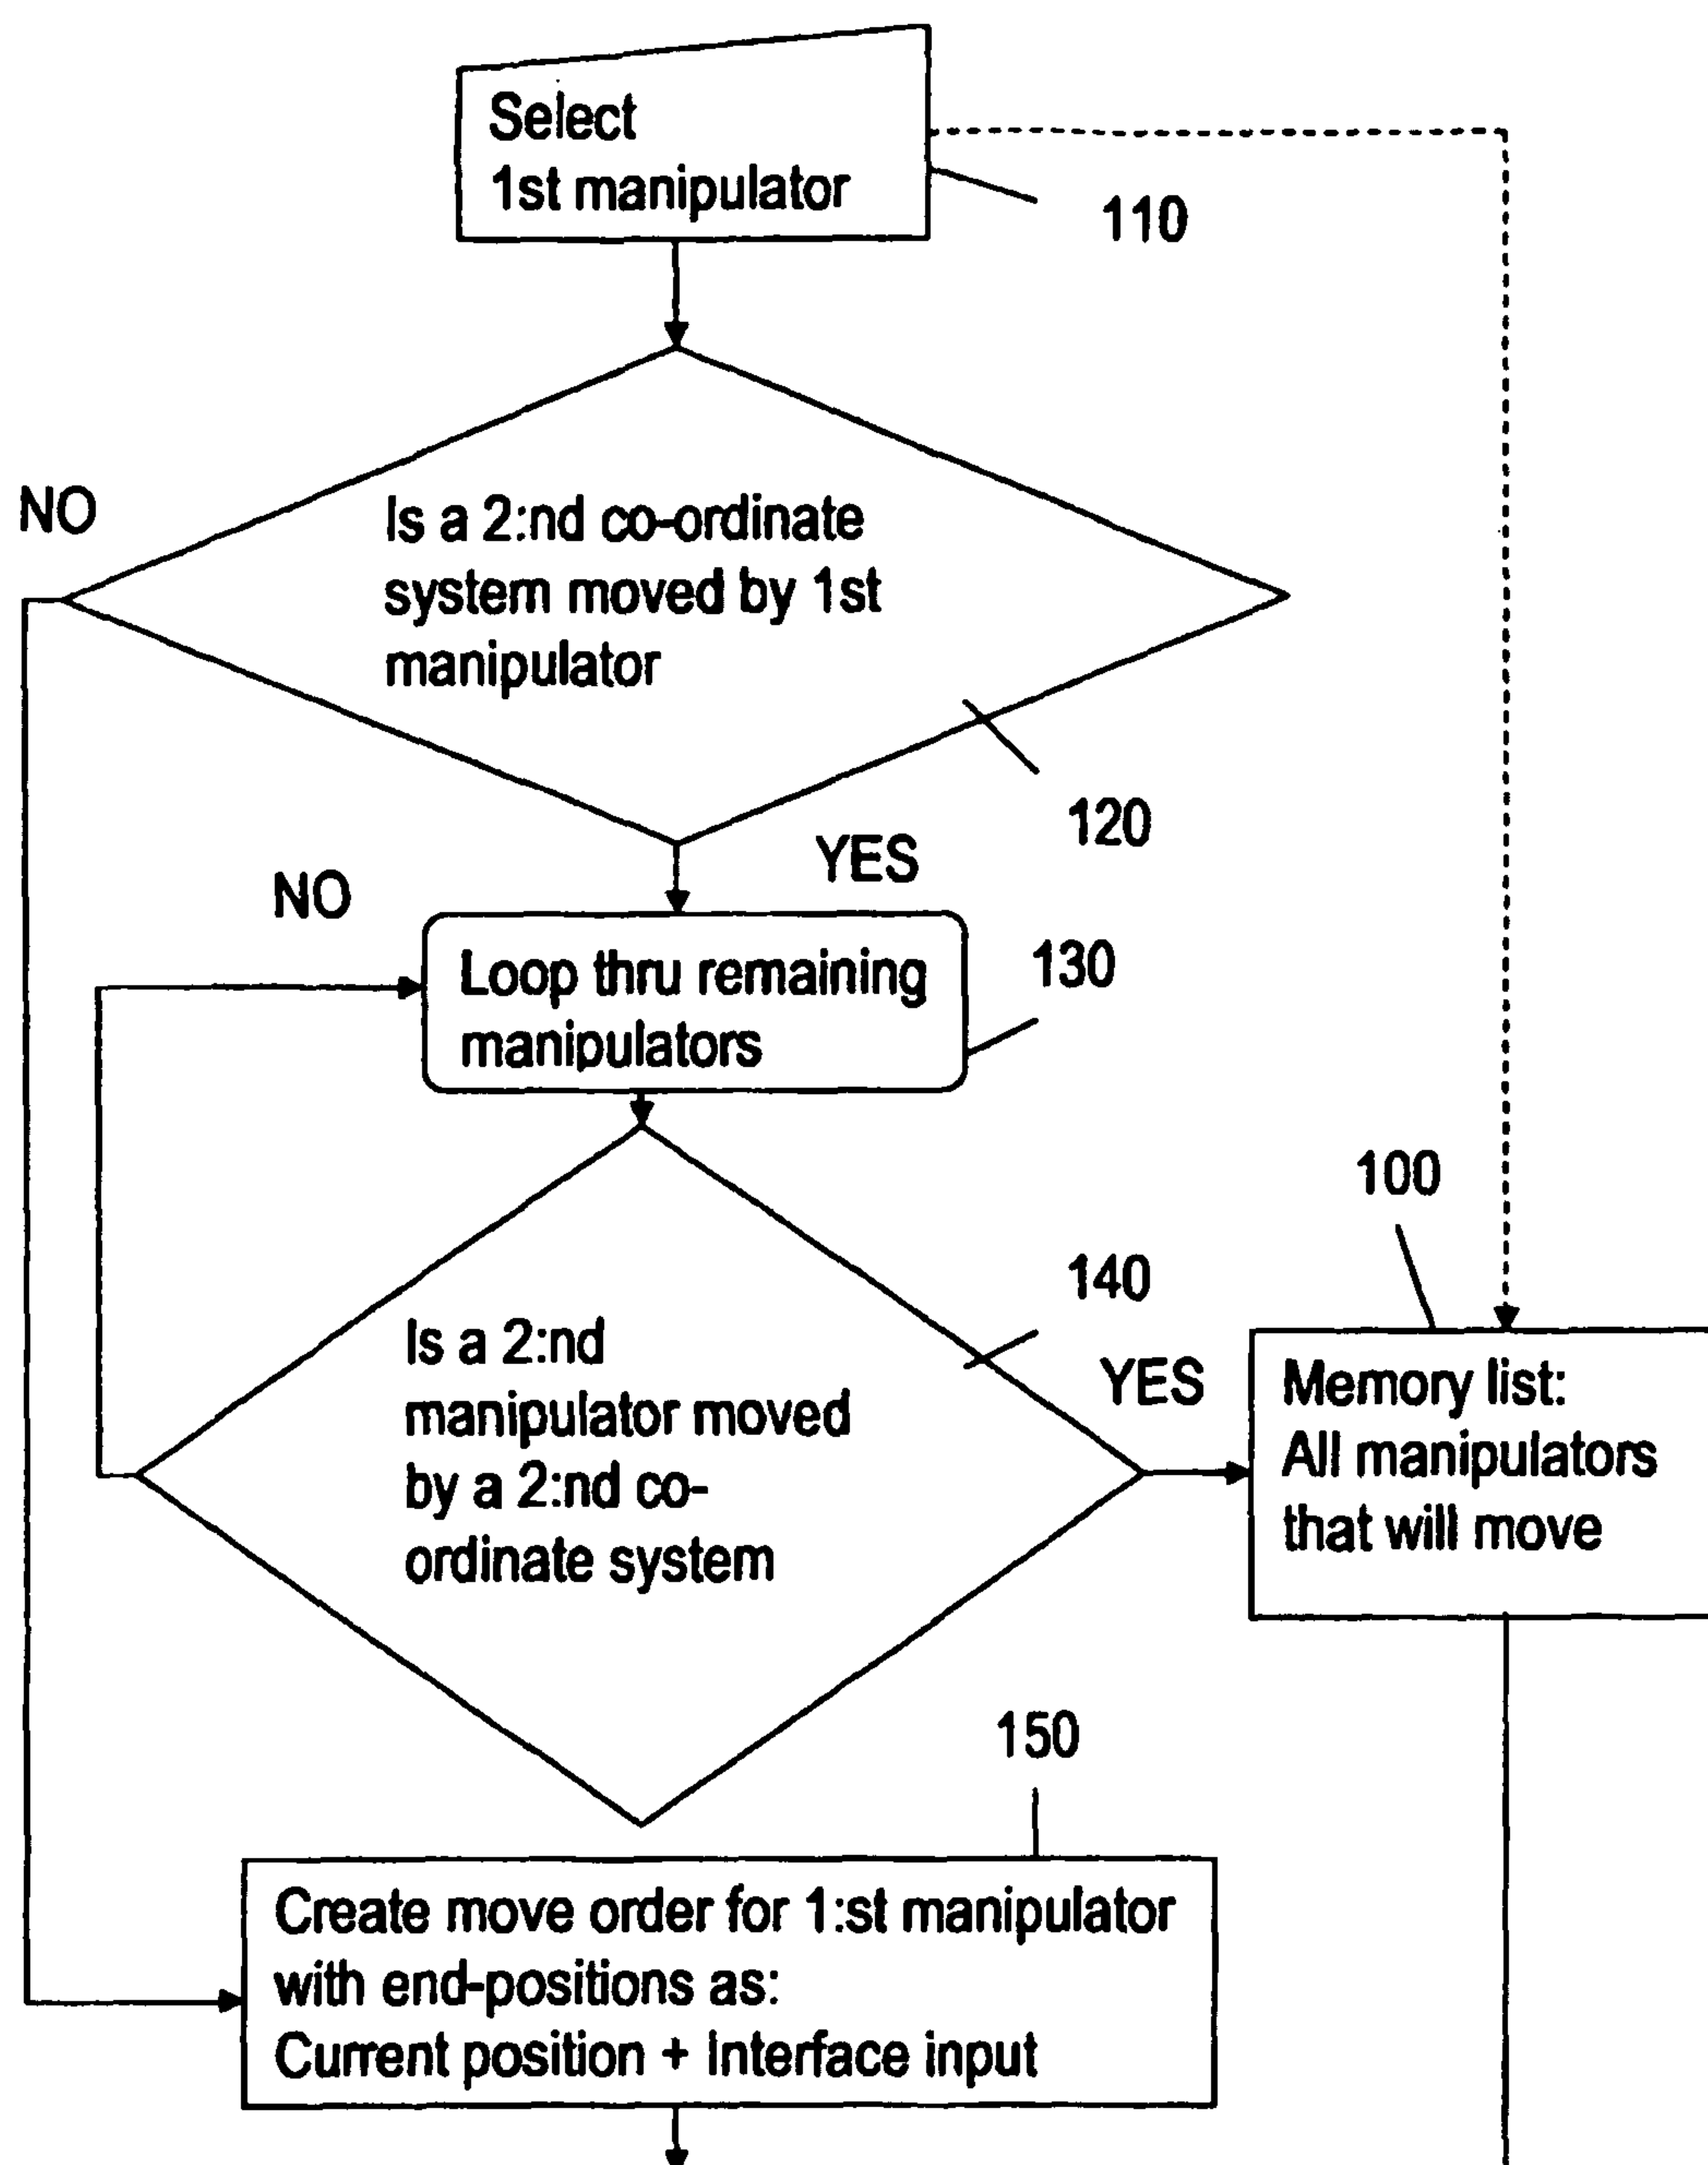 Select
1st manipulator
110
NO
Is a 2:nd co-ordinate
system moved by 1st
manipulator
120
YES
NO
Loop thru remaining
manipulators
130
100
140
Is a 2:nd
manipulator moved
by a 2:nd co-
ordinate system
YES
Memory list:
All manipulators
that will move
150
Create move order for 1:st manipulator
with end-positions as:
Current position + Interface input